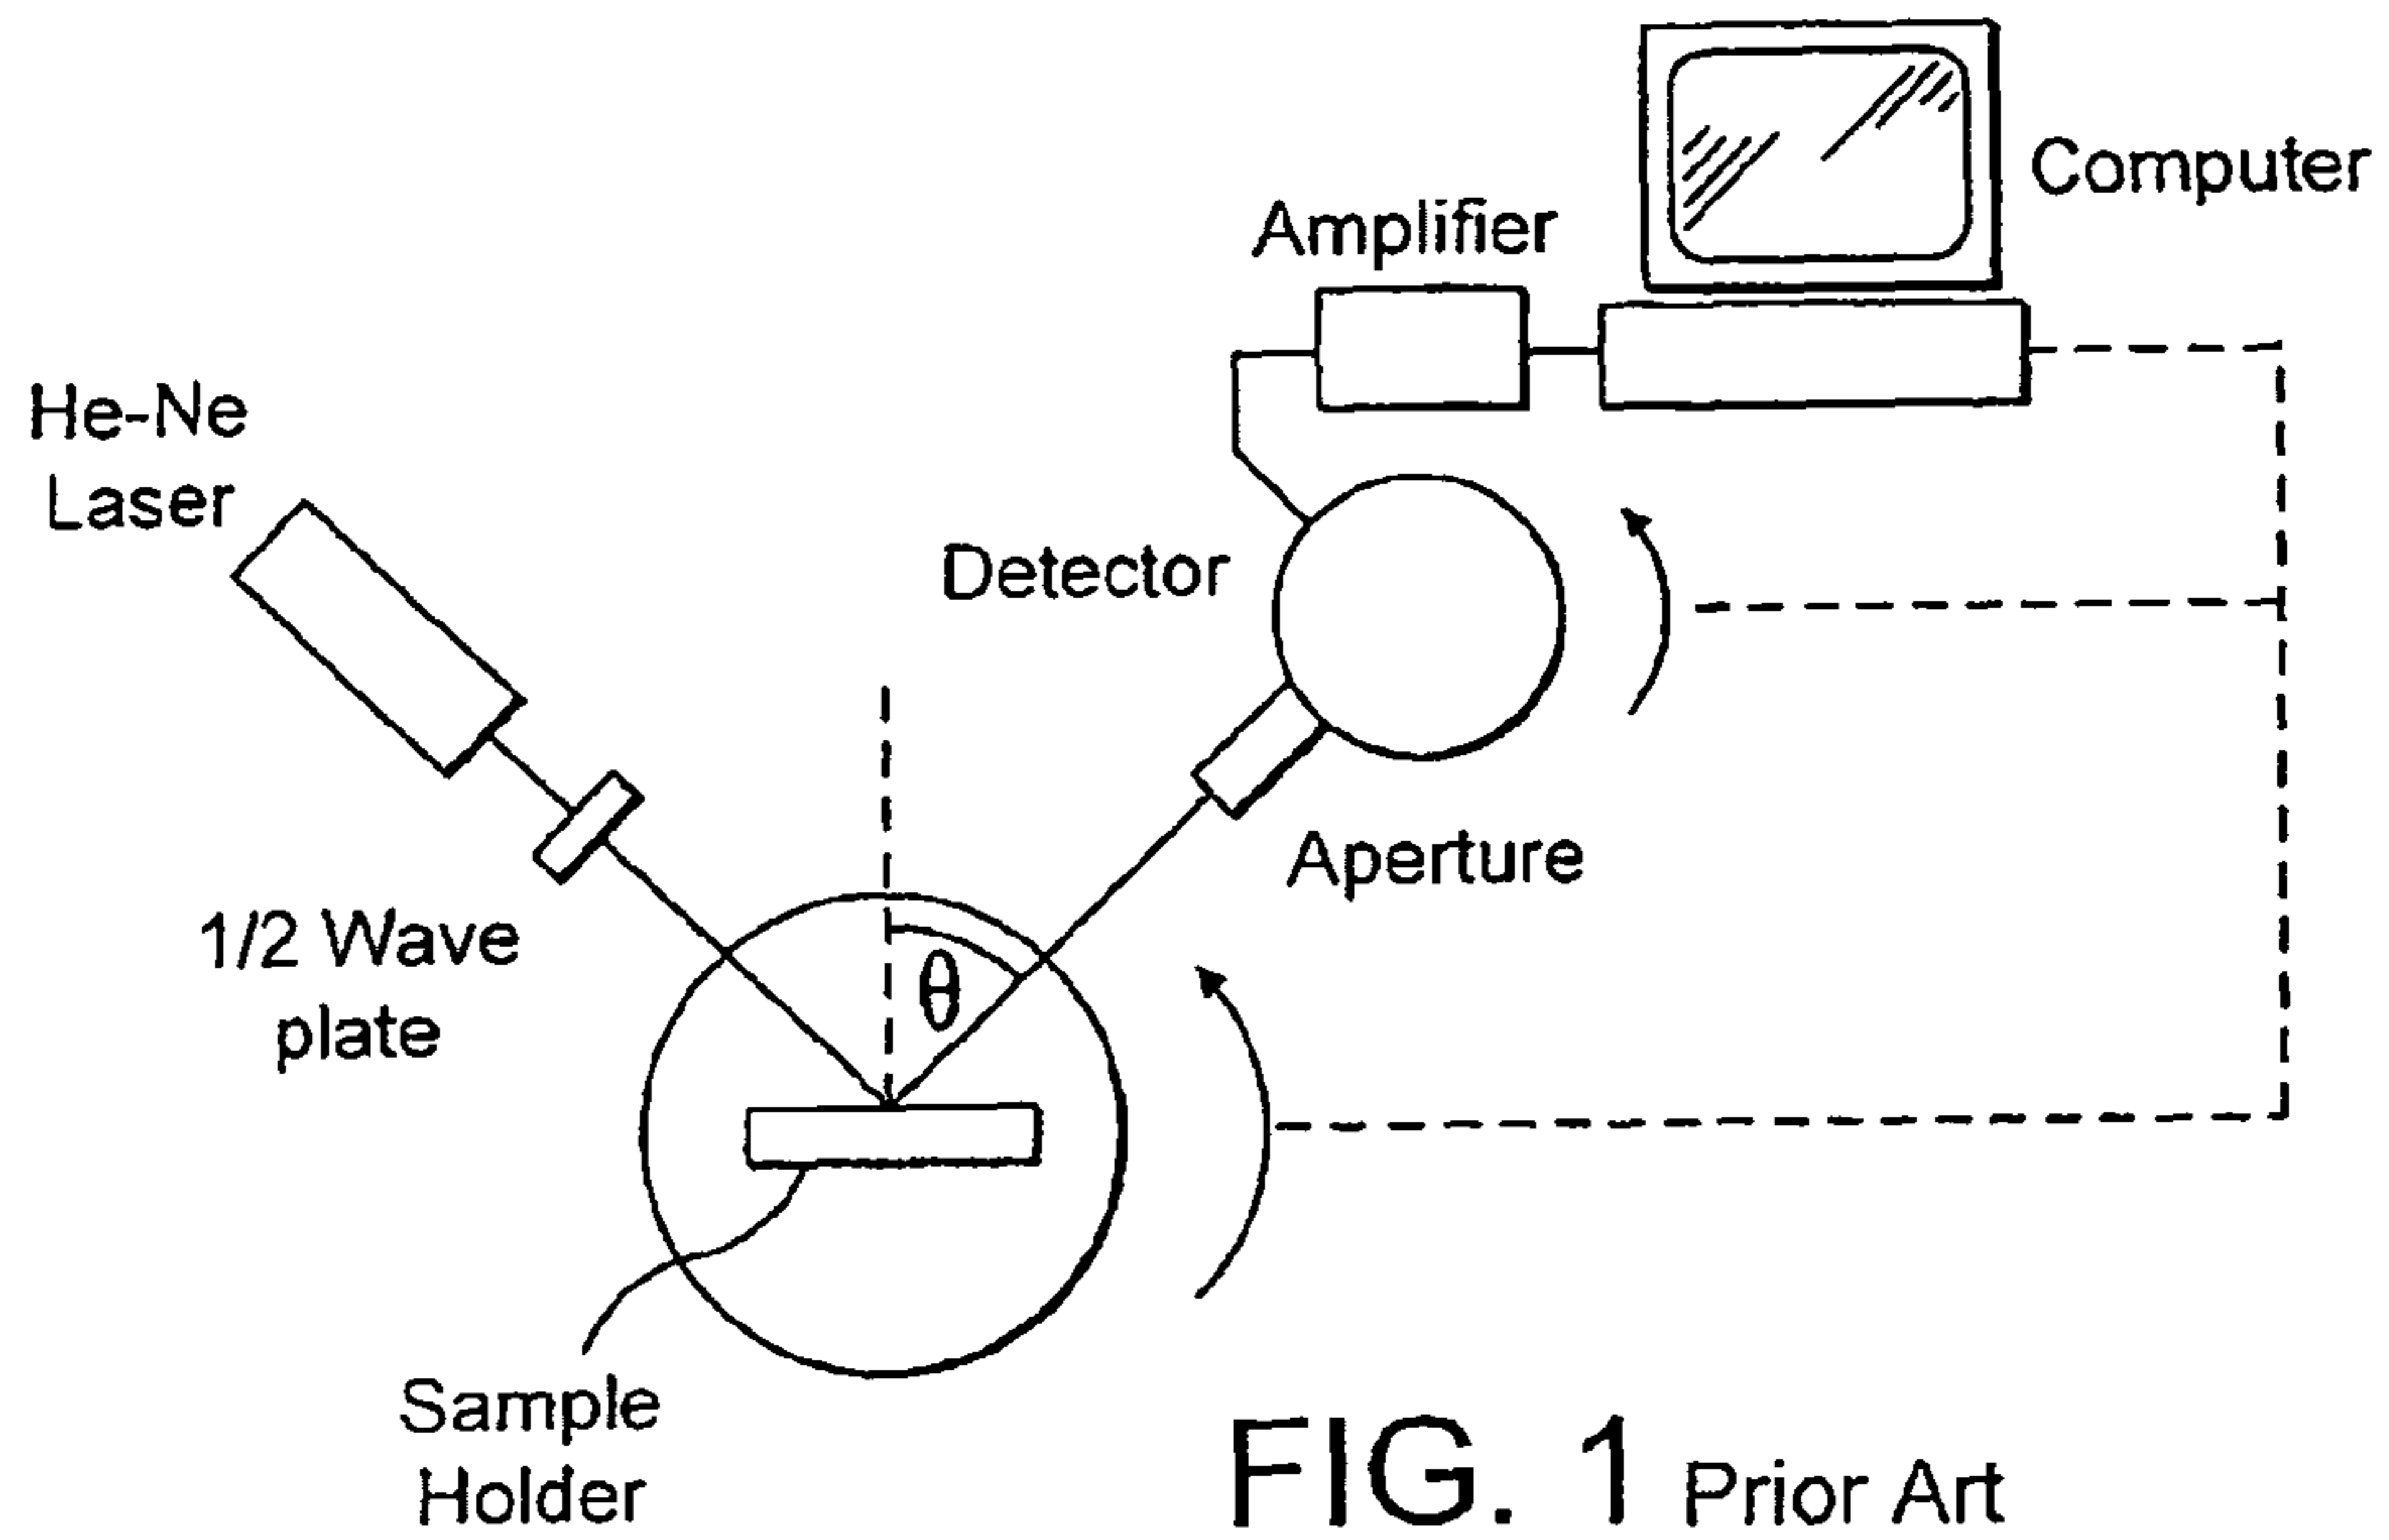 Computer
Amplifier
He-Ne
Laser
Detector
Aperture
1/2 Wave
plate
θ
Sample
Holder
FIG. 1 Prior Art